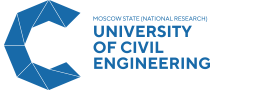 MOSCOW STATE (NATIONAL RESEARCH)
UNIVERSITY
OF CIVIL
ENGINEERING